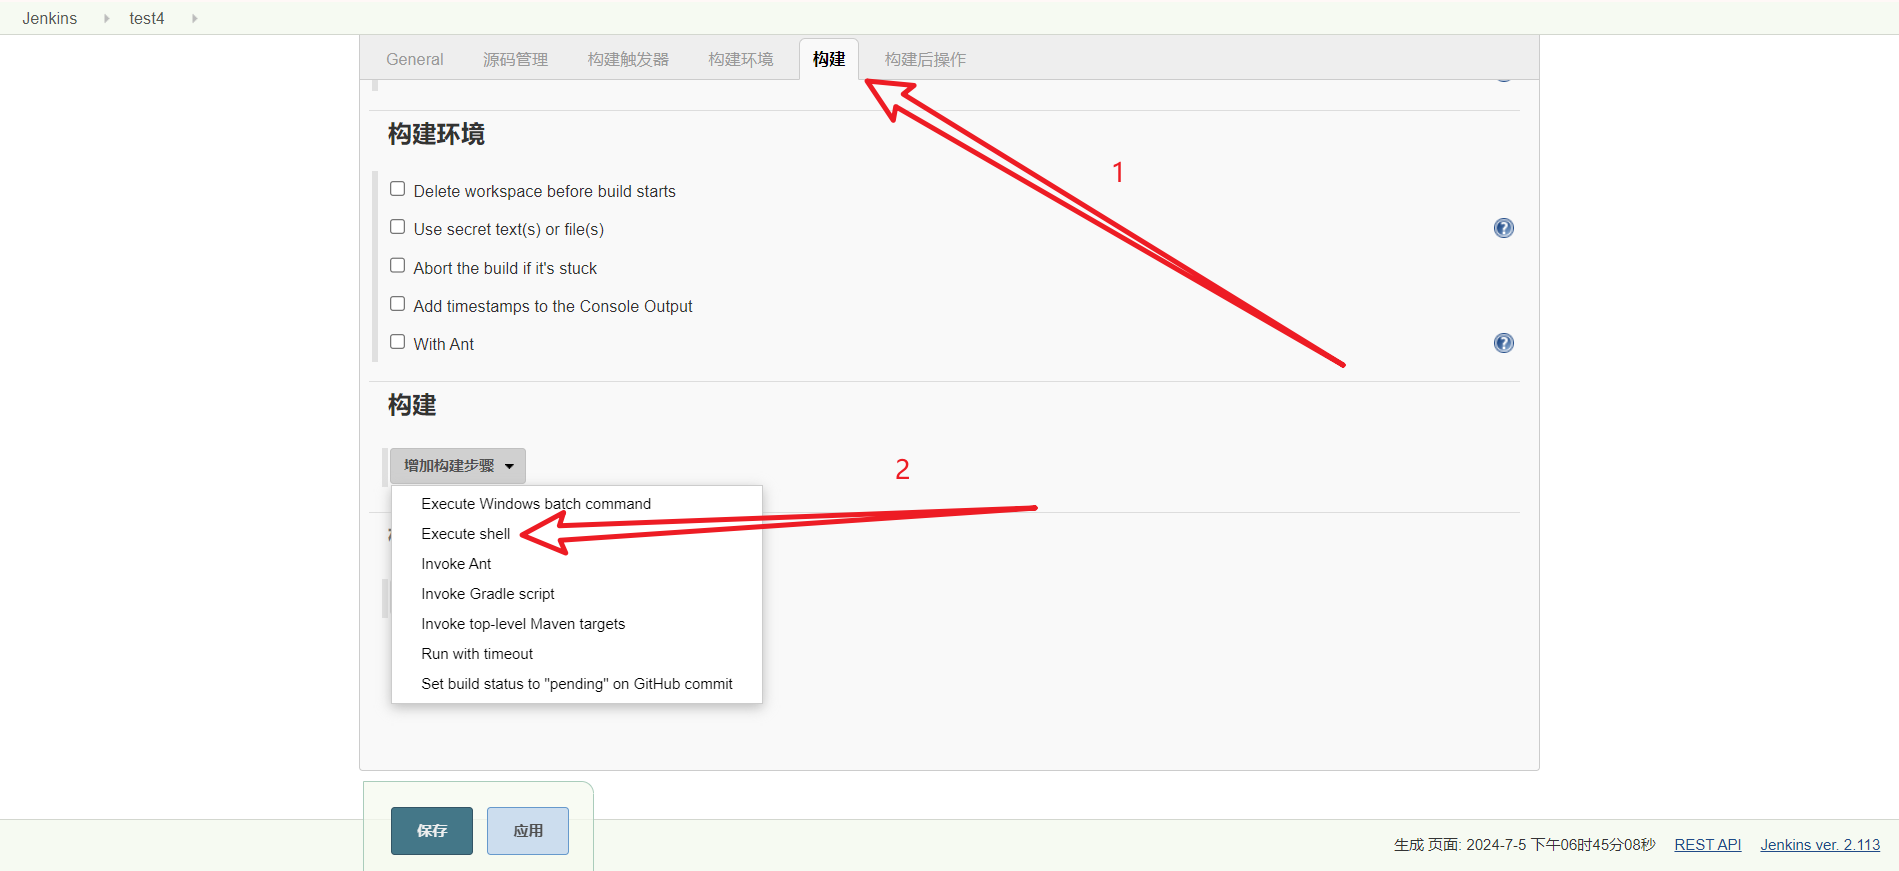 Jenkins test4
General 源码管理 构建触发器 构建环境 构建 构建后操作
构建环境
1
Delete workspace before build starts
Use secret text(s) or file(s)
Abort the build if it's stuck
Add timestamps to the Console Output
With Ant
构建
增加构建步骤
2
Execute Windows batch command
Execute shell
Invoke Ant
Invoke Gradle script
Invoke top-level Maven targets
Run with timeout
Set build status to "pending" on GitHub commit
保存 应用
生成 页面: 2024-7-5 下午06时45分08秒 REST API Jenkins ver. 2.113